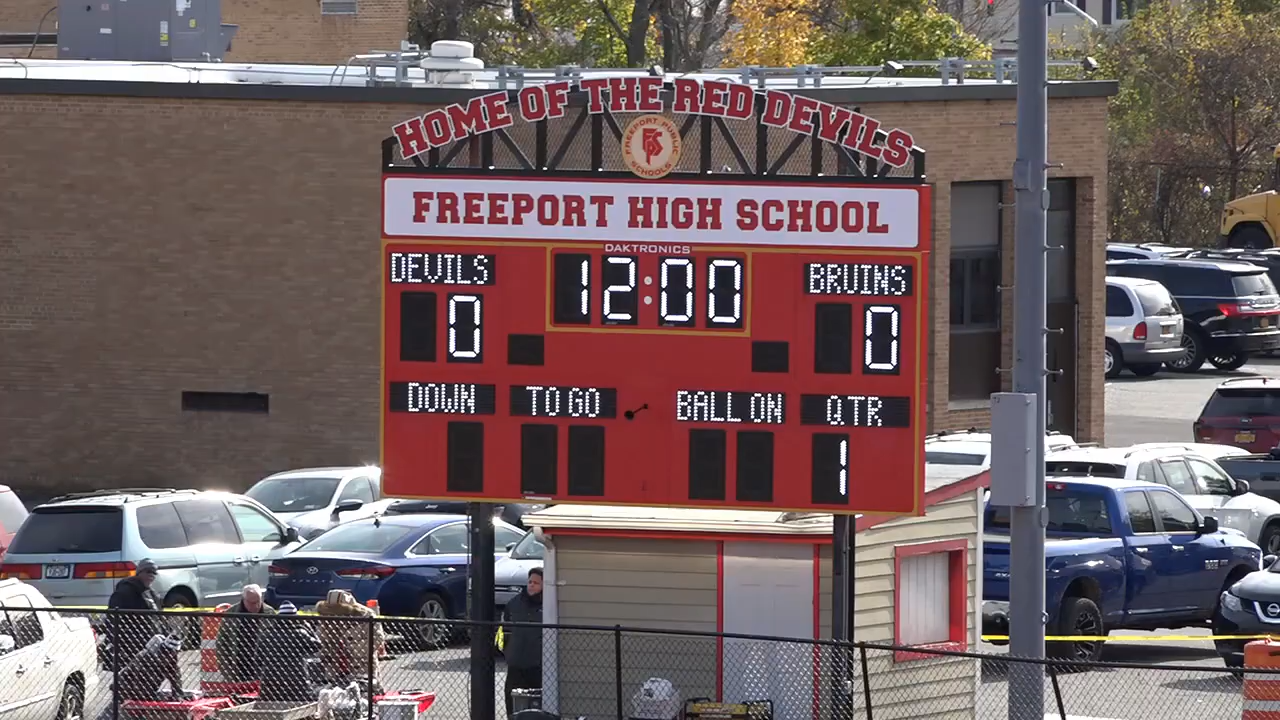 HOME OF THE RED DEVILS
FREEPORT PUBLIC SCHOOLS
FREEPORT HIGH SCHOOL
DAKTRONICS
DEVILS 12:00 BRUINS
0 0
DOWN TO GO BALL ON QTR
1